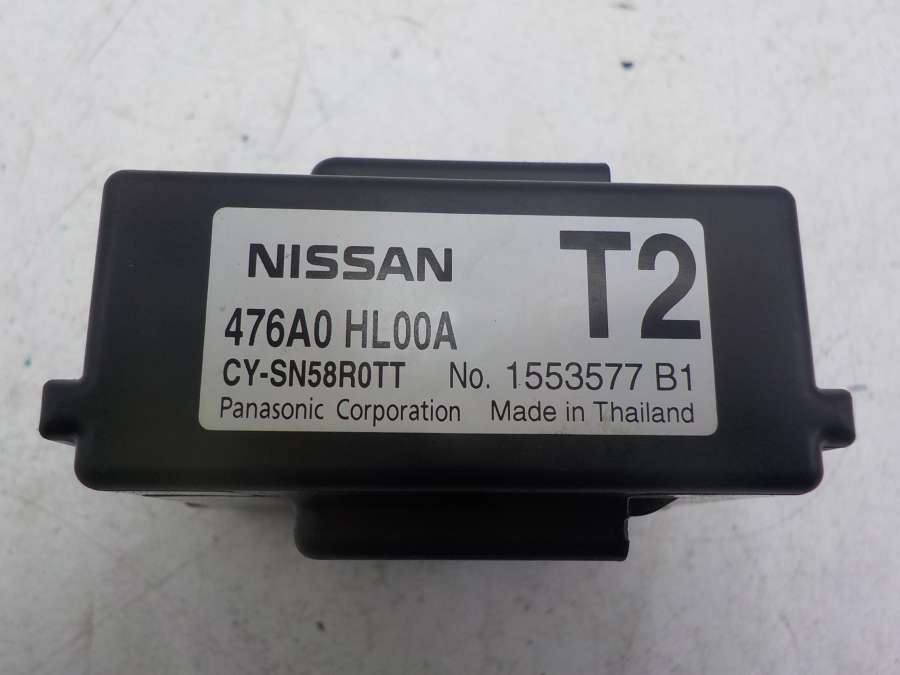 NISSAN T2
476A0 HL00A
CY-SN58R0TT No. 1553577 B1
Panasonic Corporation Made in Thailand